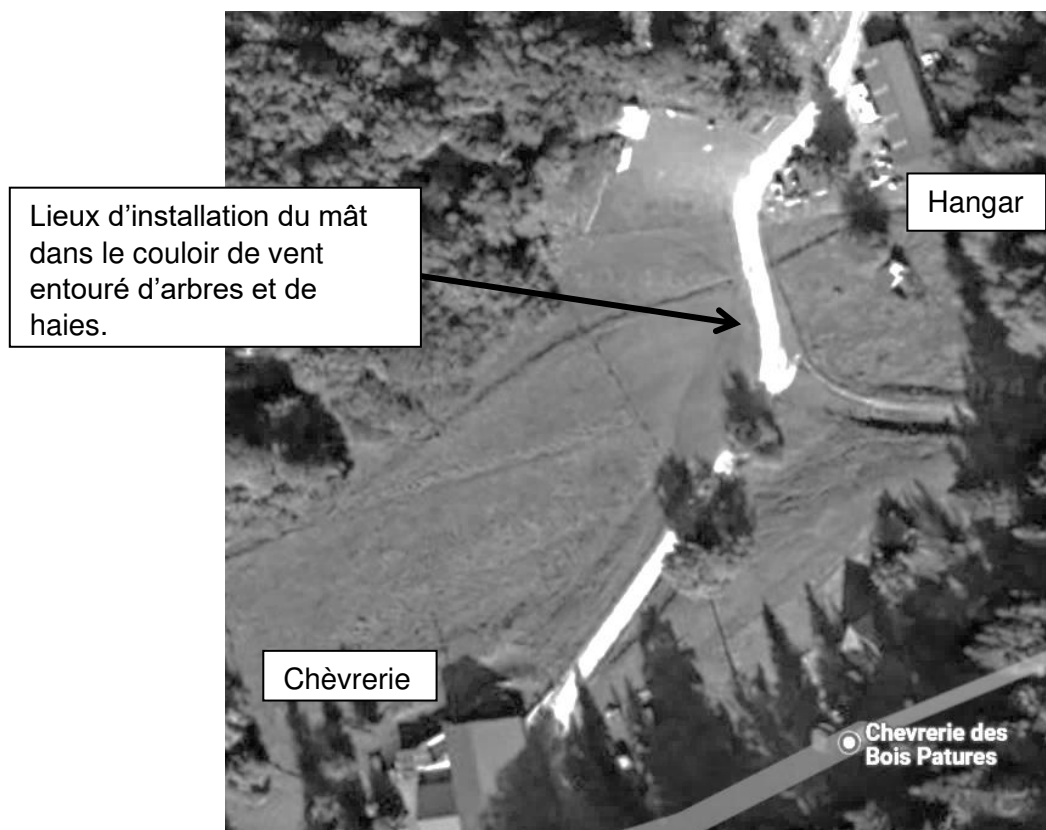 Lieux d’installation du mât
dans le couloir de vent
entouré d’arbres et de
haies.
Hangar
Chèvrerie
Chevrerie des
Bois Patures